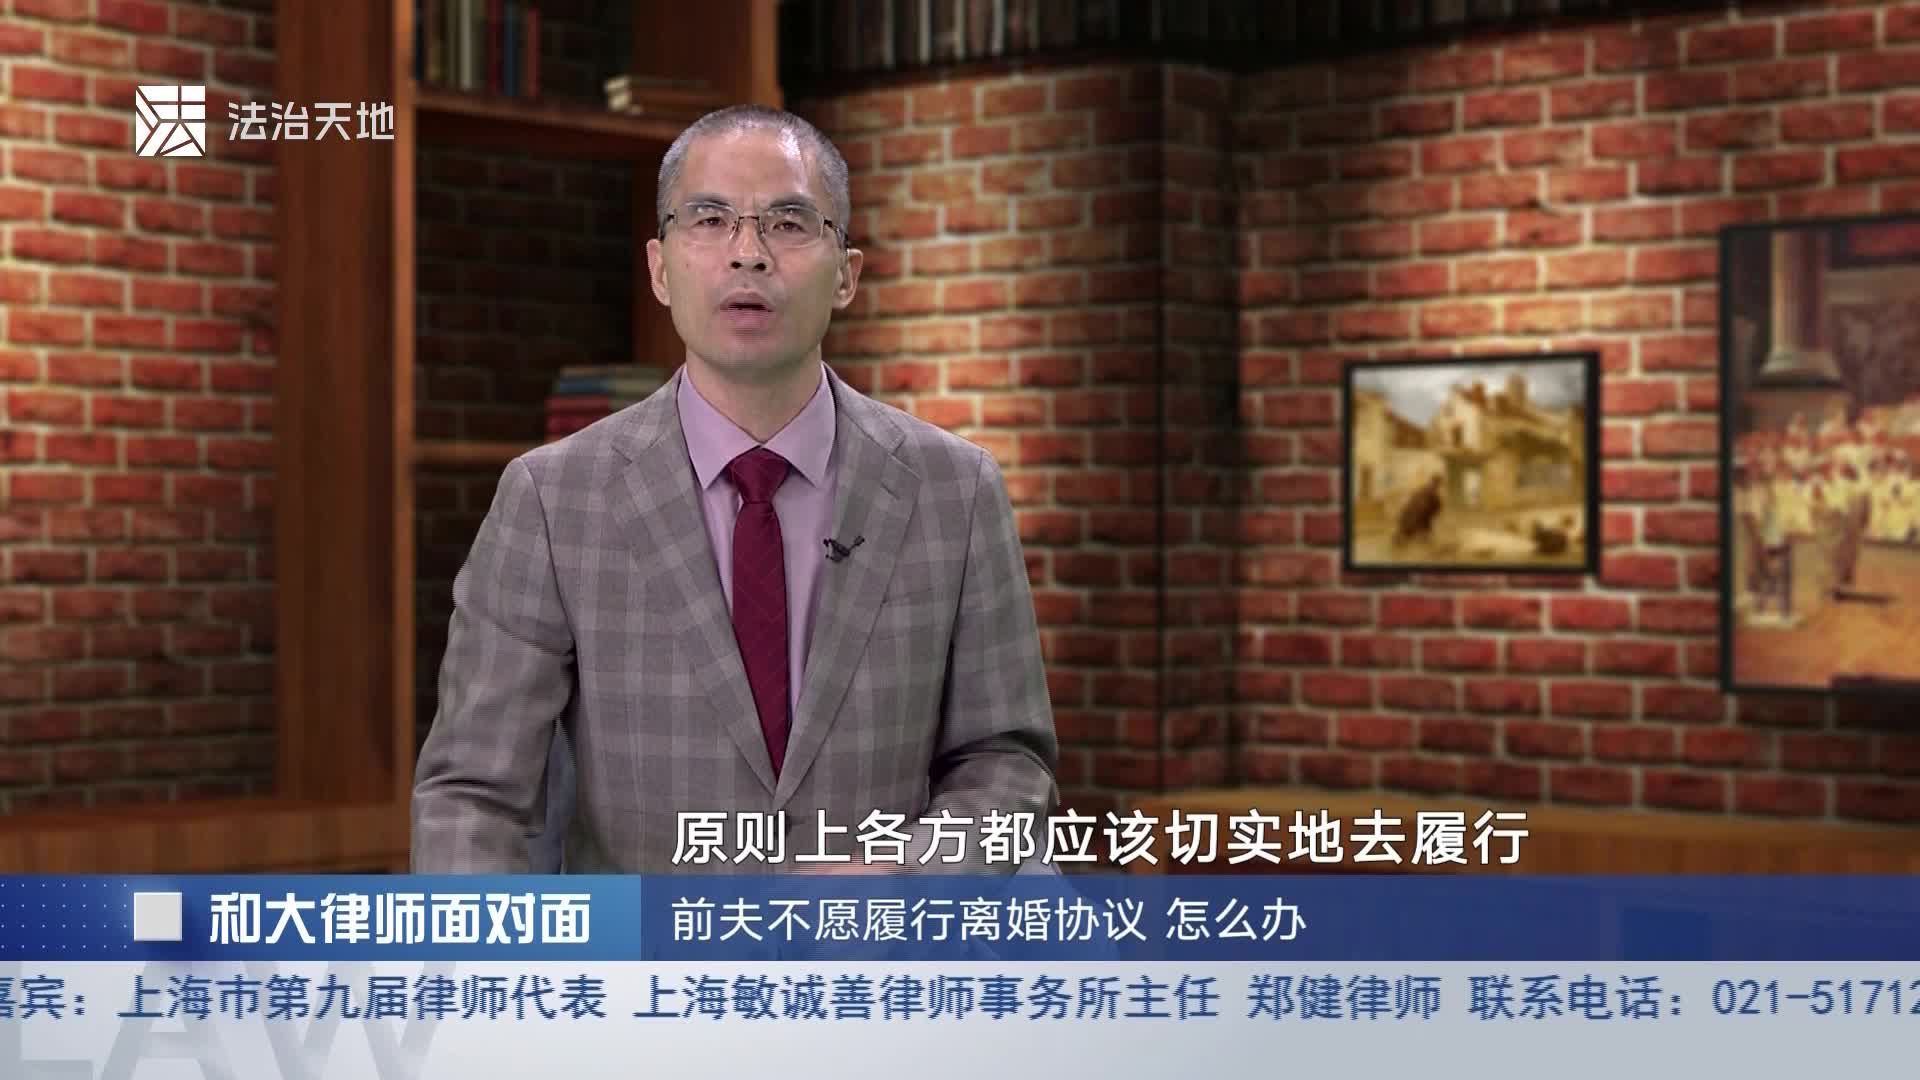 法治天地
原则上各方都应该切实地去履行
和大律师面对面
前夫不愿履行离婚协议 怎么办
嘉宾：上海市第九届律师代表 上海敏诚善律师事务所主任 郑健律师 联系电话：021-51712
LAW